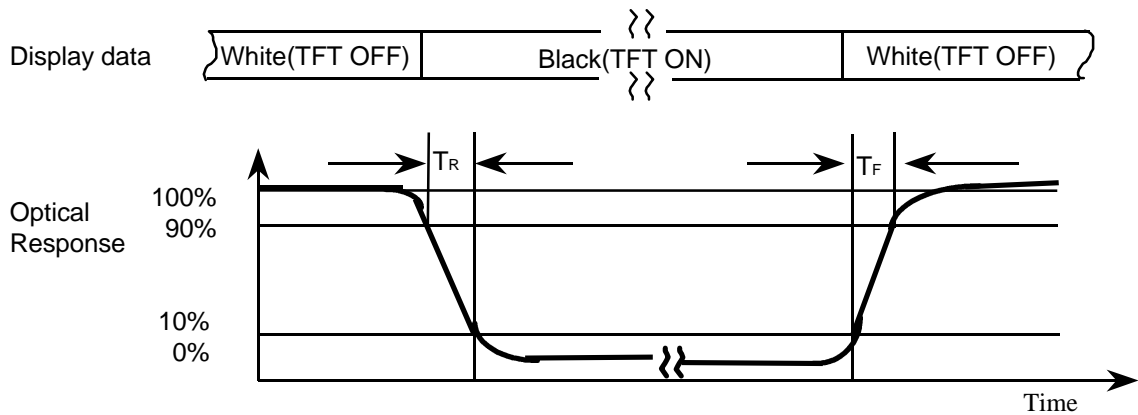 Display data
White(TFT OFF)
Black(TFT ON)
White(TFT OFF)
TR
TF
Optical
Response
100%
90%
10%
0%
Time